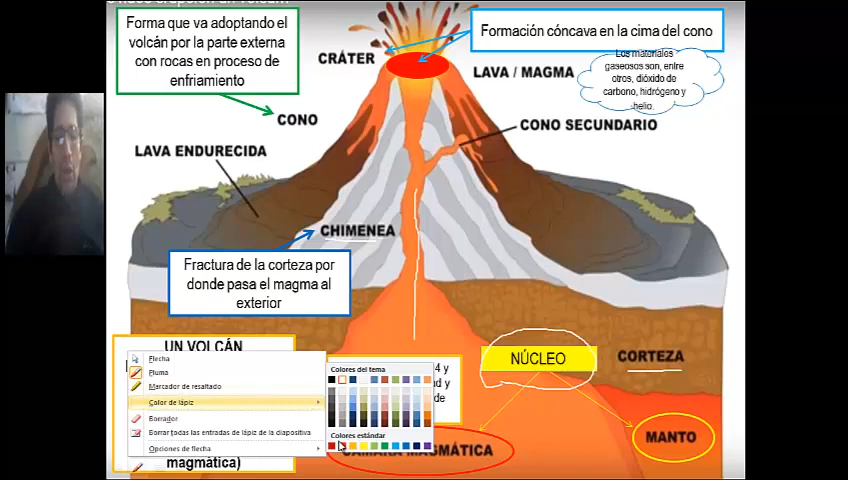 Forma que va adoptando el
volcán por la parte externa
con rocas en proceso de
enfriamiento
Formación cóncava en la cima del cono
CRÁTER
LAVA / MAGMA
Los materiales
gaseosos son, entre
otros, dióxido de
carbono, hidrógeno y
helio.
CONO
CONO SECUNDARIO
LAVA ENDURECIDA
CHIMENEA
Fractura de la corteza por
donde pasa el magma al
exterior
UN VOLCÁN
NÚCLEO
CORTEZA
Flecha
Pluma
Marcador de resaltado
Color de lápiz
Borrador
Borrar todas las entradas de lápiz de la diapositiva
Opciones de flecha
Colores del tema
Colores estándar
4 y
ud y
de
CÁMARA MAGMÁTICA
MANTO
magmática)